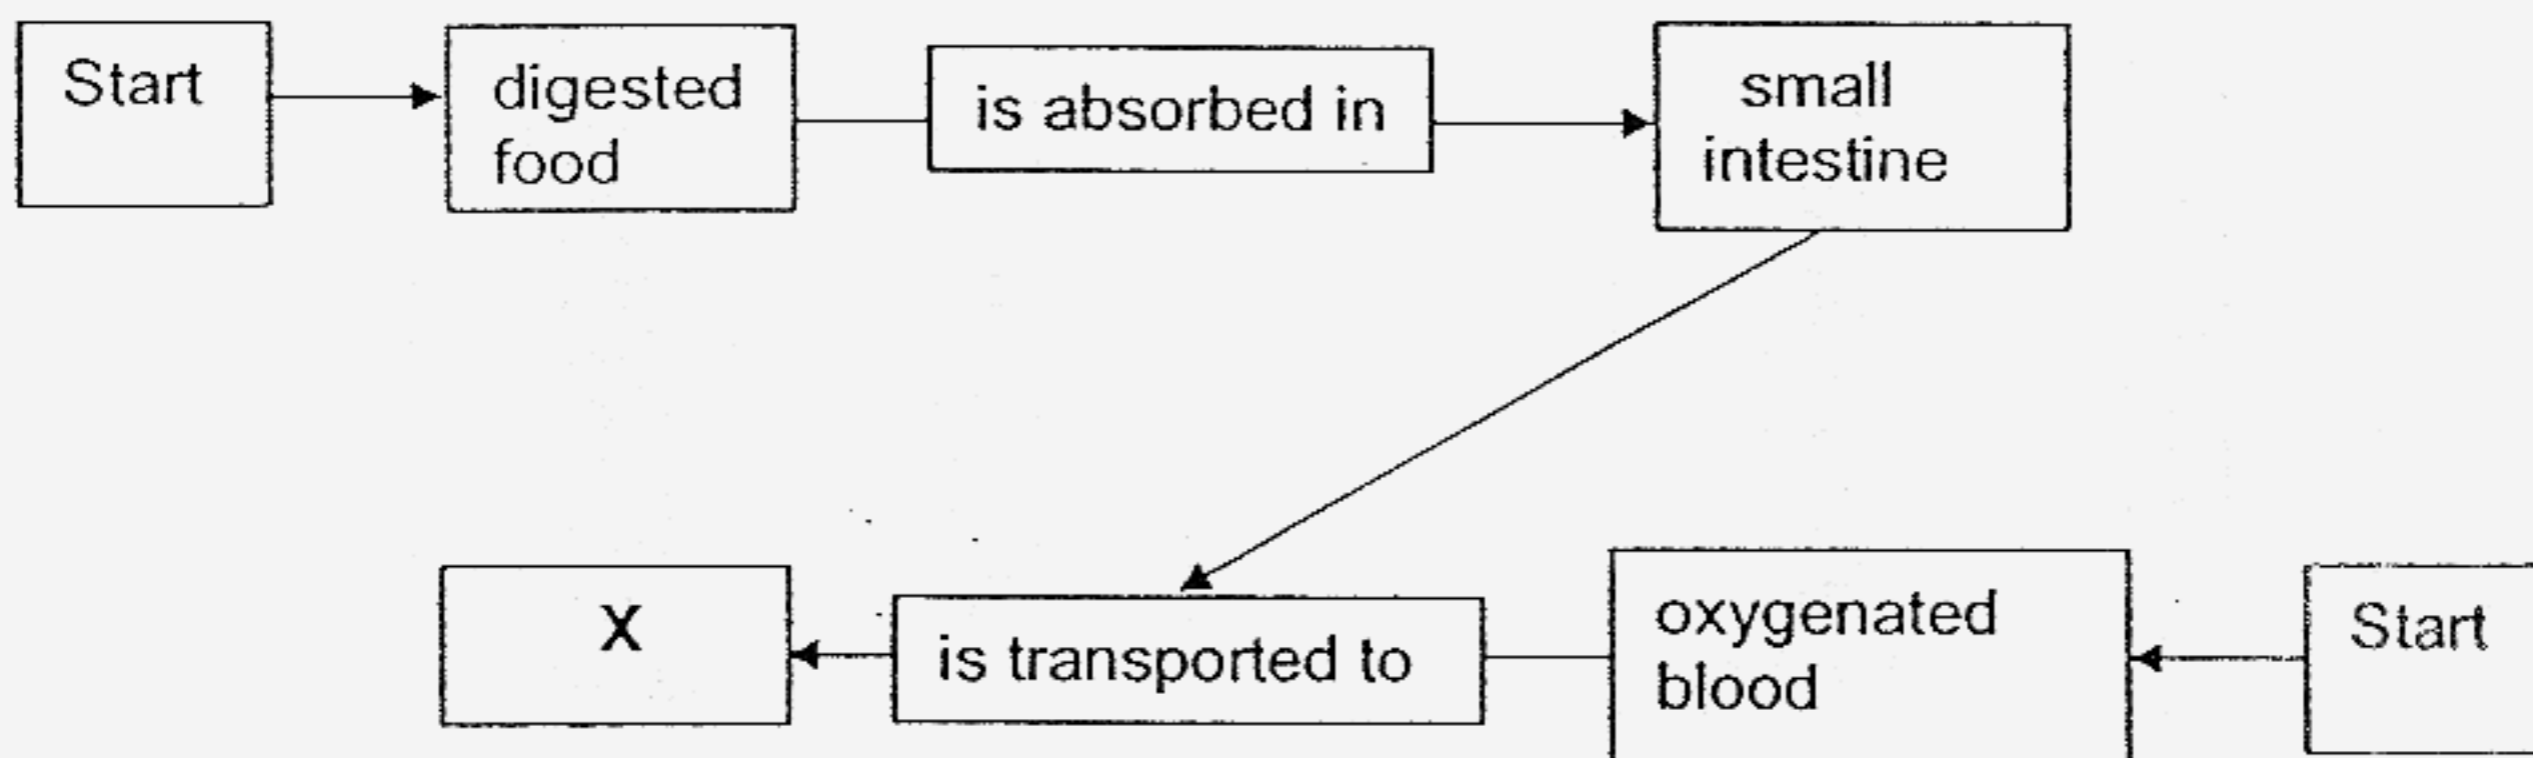 Start
digested
food
is absorbed in
small
intestine
X
is transported to
oxygenated
blood
Start